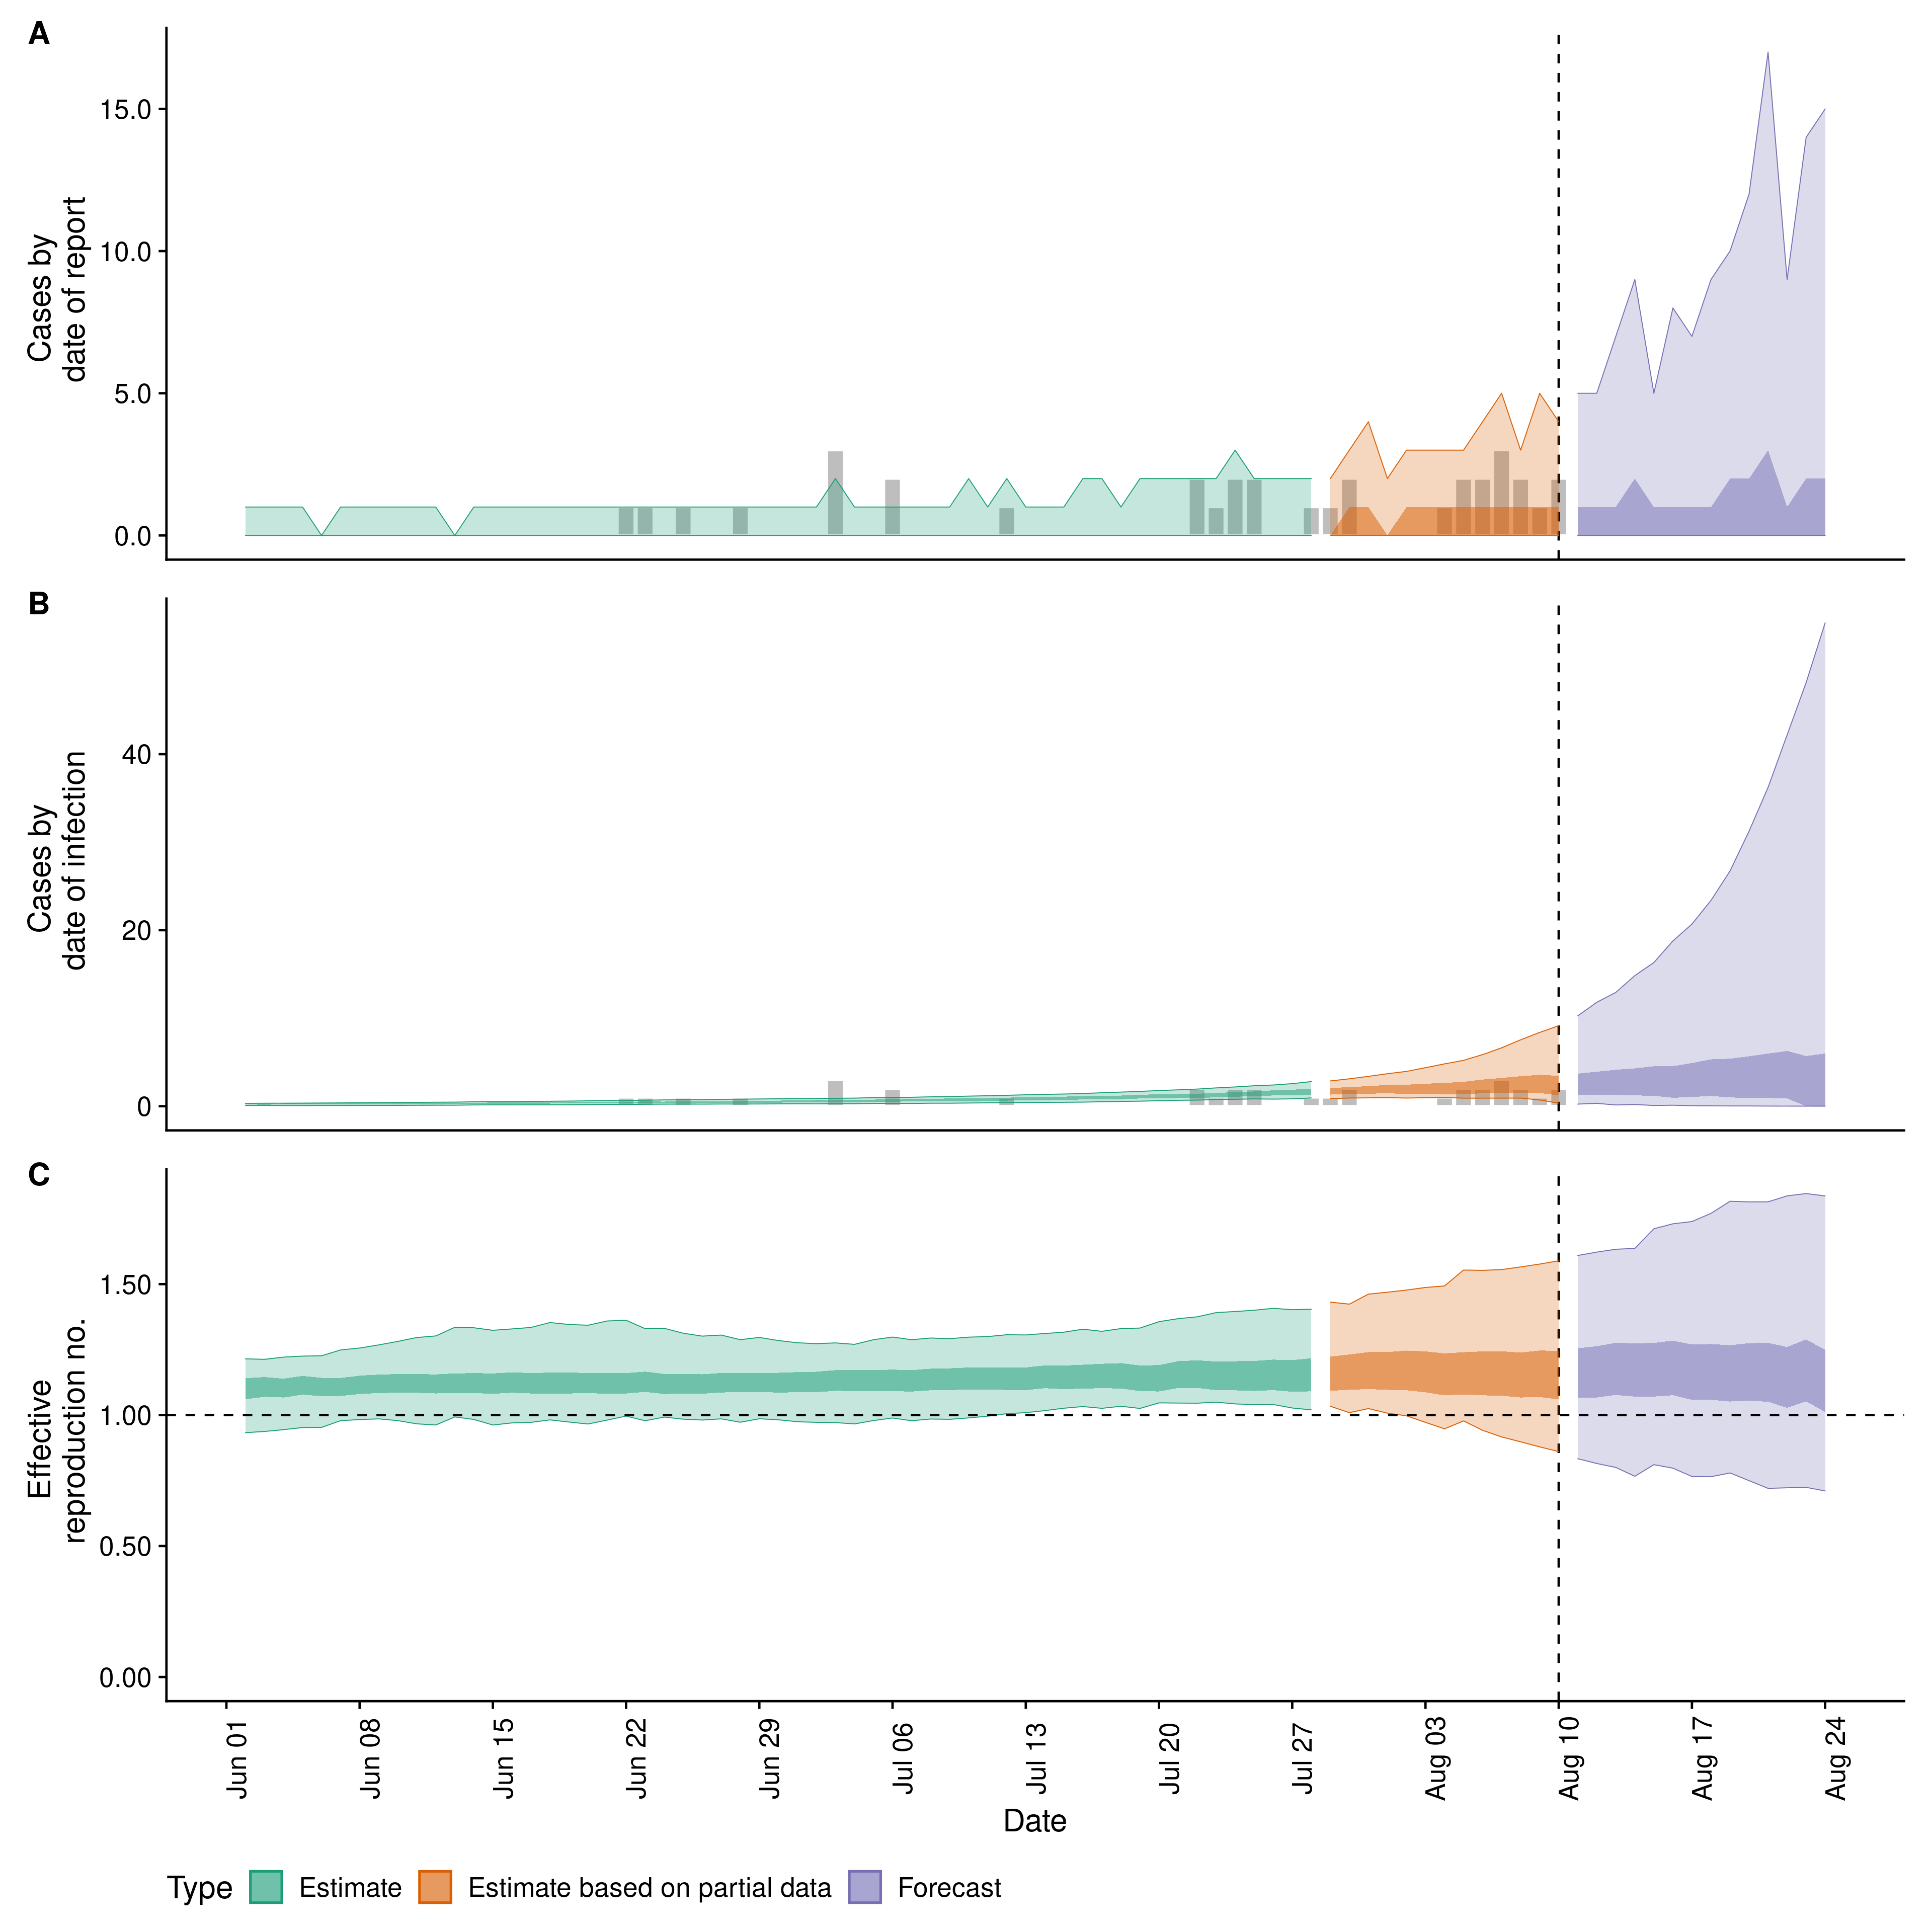 A
Cases by
date of report
15.0
10.0
5.0
0.0
B
Cases by
date of infection
40
20
0
C
Effective
reproduction no.
1.50
1.00
0.50
0.00
Jun 01
Jun 08
Jun 15
Jun 22
Jun 29
Jul 06
Jul 13
Jul 20
Jul 27
Aug 03
Aug 10
Aug 17
Aug 24
Date
Type
Estimate
Estimate based on partial data
Forecast